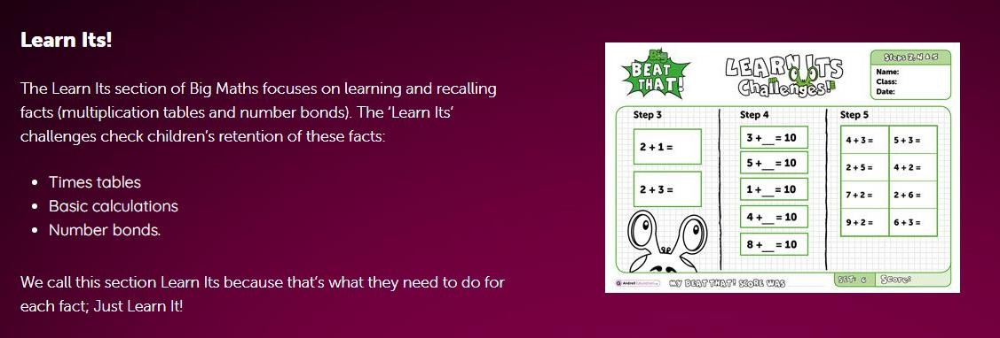 Learn Its!
The Learn Its section of Big Maths focuses on learning and recalling
facts (multiplication tables and number bonds). The ‘Learn Its’
challenges check children’s retention of these facts:
• Times tables
• Basic calculations
• Number bonds.
We call this section Learn Its because that’s what they need to do for
each fact; Just Learn It!
Big
BEAT
THAT!
LEARN ITS
Challenges!
Steps 3, 4 & 5
Name:
Class:
Date:
Step 3
2 + 1 =
2 + 3 =
Step 4
3 + __ = 10
5 + __ = 10
1 + __ = 10
4 + __ = 10
8 + __ = 10
Step 5
4 + 3 = 5 + 3 =
2 + 5 = 4 + 2 =
7 + 2 = 2 + 6 =
9 + 2 = 6 + 3 =
Andrell Education
MY BEAT THAT! SCORE WAS
SET: 6 Score: